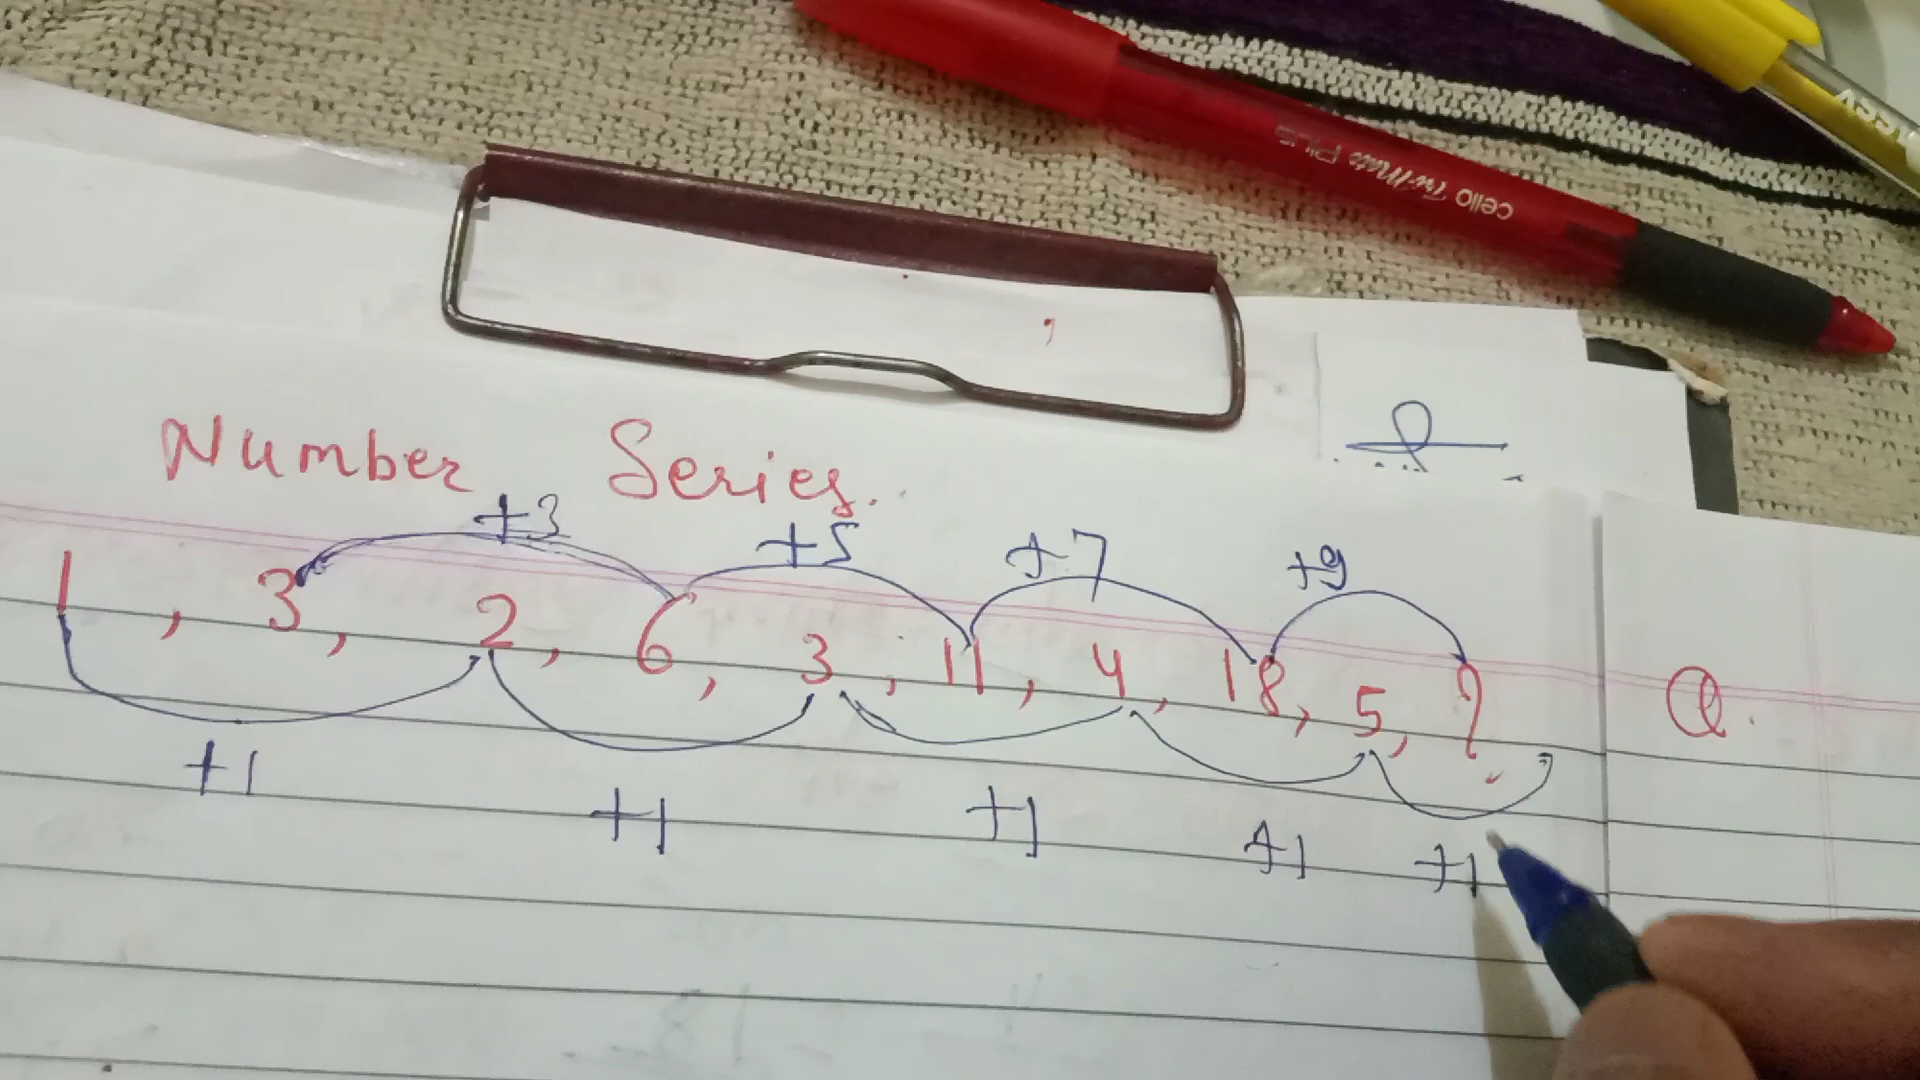 cello Tri-Mate PLUS
Number Series.
+3 +5 +7 +9
1, 3, 2, 6, 3, 11, 4, 18, 5, ?
Q.
+1 +1 +1 +1 +1